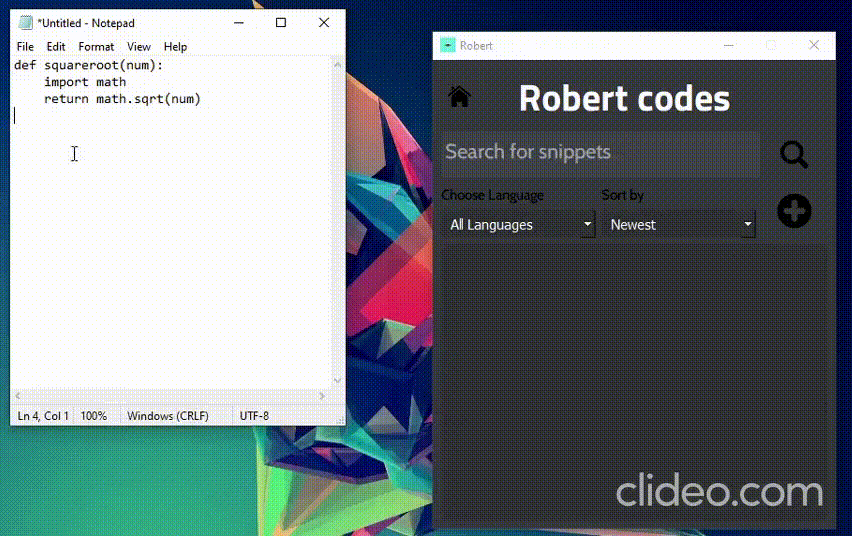 *Untitled - Notepad
File Edit Format View Help
def squareroot(num):
    import math
    return math.sqrt(num)
Ln 4, Col 1 100% Windows (CRLF) UTF-8
Robert
Robert codes
Search for snippets
Choose Language Sort by
All Languages Newest
clideo.com